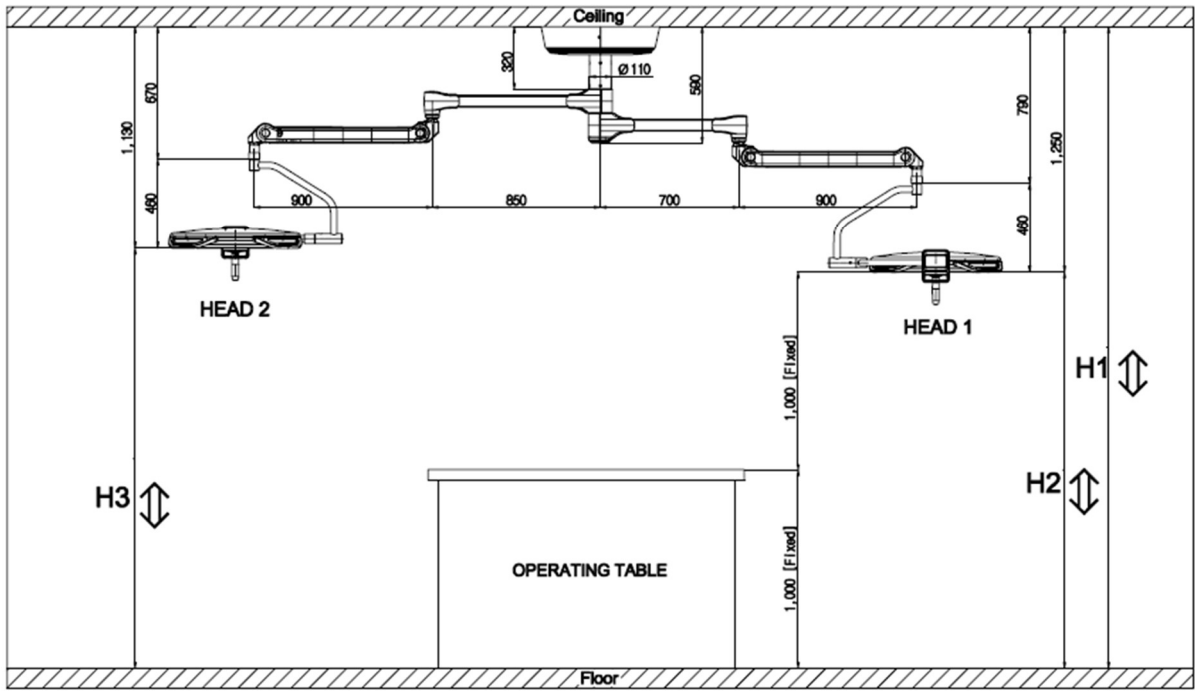 Ceiling
320
Ø110
590
670
1,130
790
1,250
460
900
850
700
900
460
HEAD 2
HEAD 1
1,000 [Fixed]
H1
H3
H2
OPERATING TABLE
1,000 [Fixed]
Floor